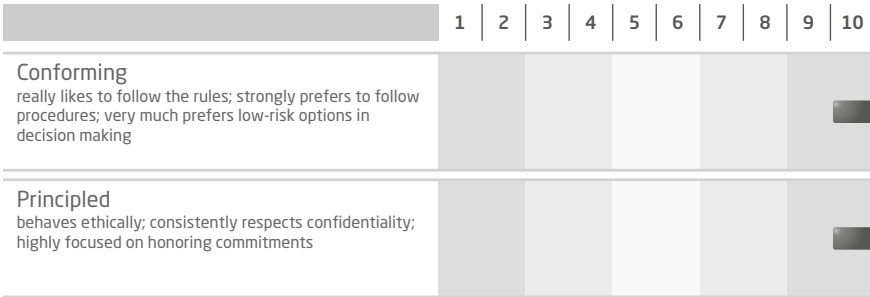 1 2 3 4 5 6 7 8 9 10
Conforming
really likes to follow the rules; strongly prefers to follow
procedures; very much prefers low-risk options in
decision making
Principled
behaves ethically; consistently respects confidentiality;
highly focused on honoring commitments